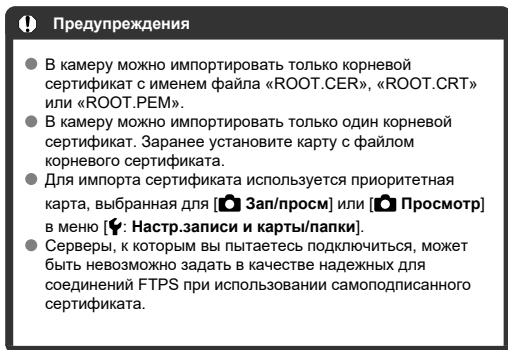 Предупреждения
В камеру можно импортировать только корневой
сертификат с именем файла «ROOT.CER», «ROOT.CRT»
или «ROOT.PEM».
В камеру можно импортировать только один корневой
сертификат. Заранее установите карту с файлом
корневого сертификата.
Для импорта сертификата используется приоритетная
карта, выбранная для [ Зап/просм] или [ Просмотр]
в меню [: Настр.записи и карты/папки].
Серверы, к которым вы пытаетесь подключиться, может
быть невозможно задать в качестве надежных для
соединений FTPS при использовании самоподписанного
сертификата.